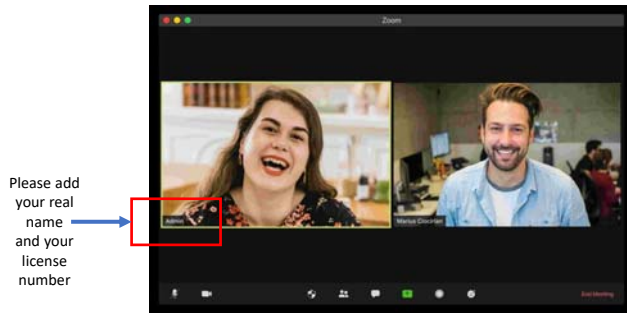 Zoom
Please add
your real
name
and your
license
number
Admin
Marius Ciocirlan
End Meeting